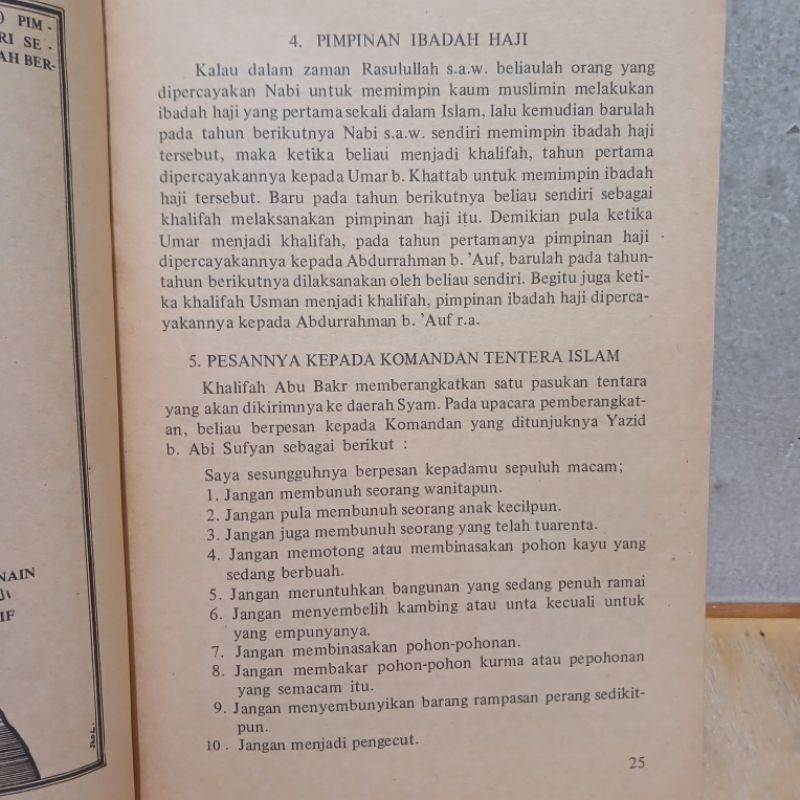 ) PIM -
RI SE -
AH BER-
NAIN
IF
4. PIMPINAN IBADAH HAJI
Kalau dalam zaman Rasulullah s.a.w. beliaulah orang yang
dipercayakan Nabi untuk memimpin kaum muslimin melakukan
ibadah haji yang pertama sekali dalam Islam, lalu kemudian barulah
pada tahun berikutnya Nabi s.a.w. sendiri memimpin ibadah haji
tersebut, maka ketika beliau menjadi khalifah, tahun pertama
dipercayakannya kepada Umar b. Khattab untuk memimpin ibadah
haji tersebut. Baru pada tahun berikutnya beliau sendiri sebagai
khalifah melaksanakan pimpinan haji itu. Demikian pula ketika
Umar menjadi khalifah, pada tahun pertamanya pimpinan haji
dipercayakannya kepada Abdurrahman b. 'Auf, barulah pada tahun-
tahun berikutnya dilaksanakan oleh beliau sendiri. Begitu juga keti-
ka khalifah Usman menjadi khalifah, pimpinan ibadah haji diperca-
yakannya kepada Abdurrahman b. 'Auf r.a.
5. PESANNYA KEPADA KOMANDAN TENTERA ISLAM
Khalifah Abu Bakr memberangkatkan satu pasukan tentara
yang akan dikirimnya ke daerah Syam. Pada upacara pemberangkat-
an, beliau berpesan kepada Komandan yang ditunjuknya Yazid
b. Abi Sufyan sebagai berikut :
Saya sesungguhnya berpesan kepadamu sepuluh macam;
1. Jangan membunuh seorang wanitapun.
2. Jangan pula membunuh seorang anak kecilpun.
3. Jangan juga membunuh seorang yang telah tuarenta.
4. Jangan memotong atau membinasakan pohon kayu yang
sedang berbuah.
5. Jangan meruntuhkan bangunan yang sedang penuh ramai
6. Jangan menyembelih kambing atau unta kecuali untuk
yang empunyanya.
7. Jangan membinasakan pohon-pohonan.
8. Jangan membakar pohon-pohon kurma atau pepohonan
yang semacam itu.
9. Jangan menyembunyikan barang rampasan perang sedikit-
pun.
10 . Jangan menjadi pengecut.
25